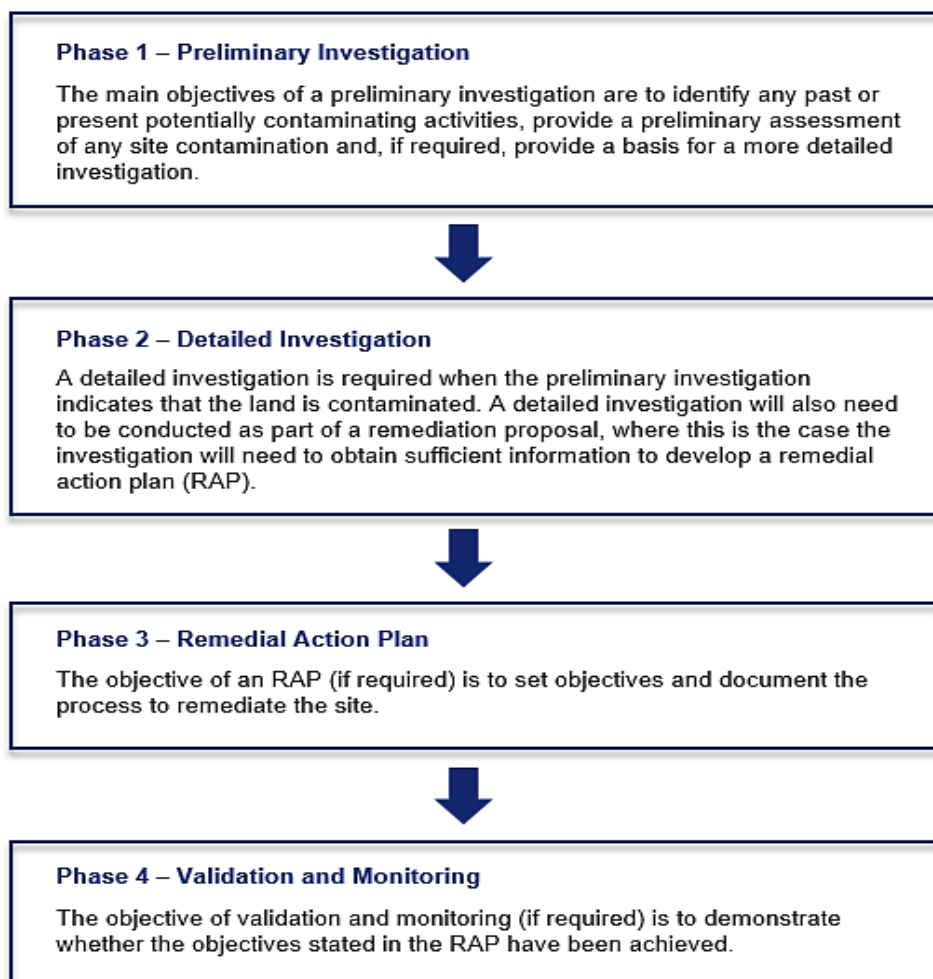 Phase 1 – Preliminary Investigation
The main objectives of a preliminary investigation are to identify any past or
present potentially contaminating activities, provide a preliminary assessment
of any site contamination and, if required, provide a basis for a more detailed
investigation.
Phase 2 – Detailed Investigation
A detailed investigation is required when the preliminary investigation
indicates that the land is contaminated. A detailed investigation will also need
to be conducted as part of a remediation proposal, where this is the case the
investigation will need to obtain sufficient information to develop a remedial
action plan (RAP).
Phase 3 – Remedial Action Plan
The objective of an RAP (if required) is to set objectives and document the
process to remediate the site.
Phase 4 – Validation and Monitoring
The objective of validation and monitoring (if required) is to demonstrate
whether the objectives stated in the RAP have been achieved.